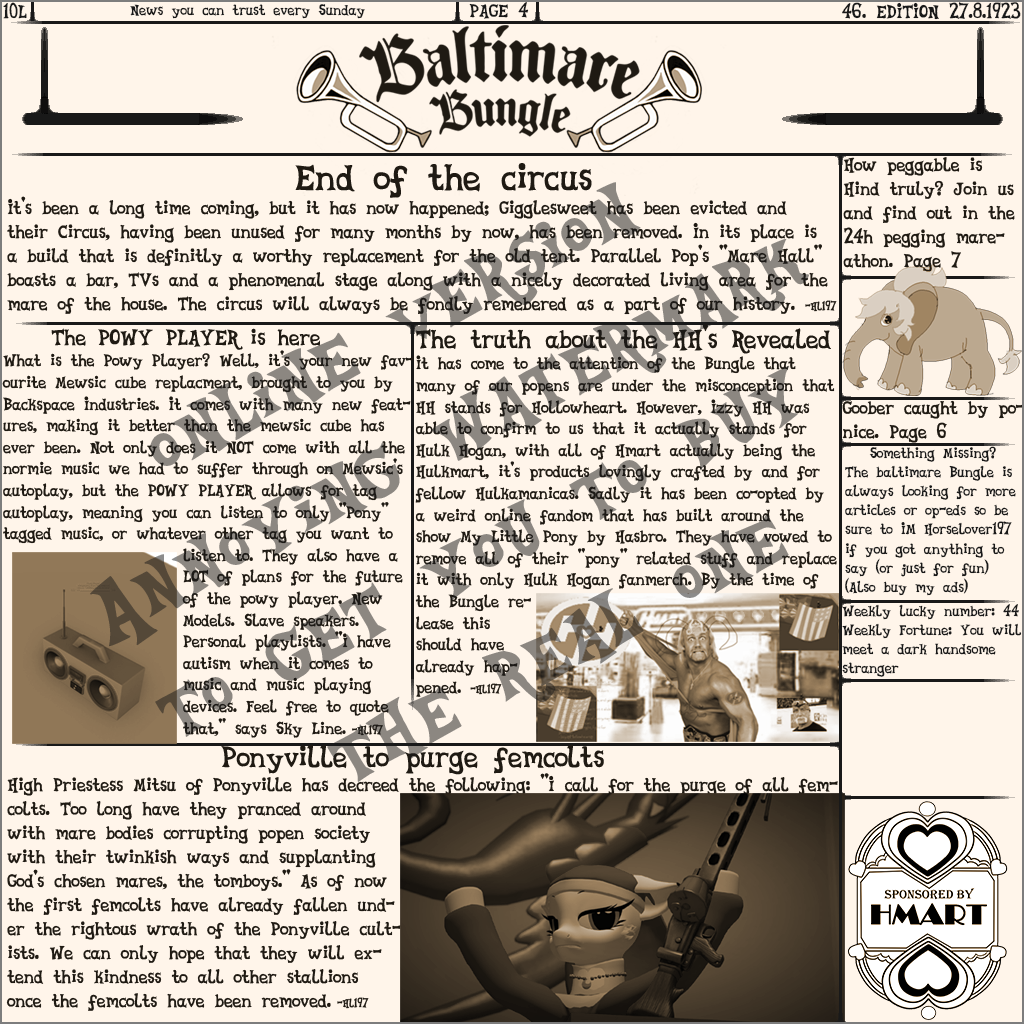 10L News you can trust every Sunday PAGE 4 46. EDITION 27.8.1923
Baltimare
Bungle
End of the circus
it's been a long time coming, but it has now happened; Gigglesweet has been evicted and
their Circus, having been unused for many months by now, has been removed. in its place is
a build that is definitly a worthy replacement for the old tent. Parallel Pop's "Mare Hall"
boasts a bar, TVs and a phenomenal stage along with a nicely decorated living area for the
mare of the house. The circus will always be fondly remebered as a part of our history. -HL197
The POWY PLAYER is here
What is the Powy Player? Well, it's your new fav-
ourite Mewsic cube replacment, brought to you by
Backspace industries. it comes with many new feat-
ures, making it better than the mewsic cube has
ever been. Not only does it NOT come with all the
normie music we had to suffer through on Mewsic's
autoplay, but the POWY PLAYER allows for tag
autoplay, meaning you can listen to only "Pony"
tagged music, or whatever other tag you want to
listen to. They also have a
LOT of plans for the future
of the powy player. New
Models. Slave speakers.
Personal playlists. "i have
autism when it comes to
music and music playing
devices. Feel free to quote
that," says Sky Line. -HL197
The truth about the HH's Revealed
it has come to the attention of the Bungle that
many of our popens are under the misconception that
HH stands for Hollowheart. However, izzy HH was
able to confirm to us that it actually stands for
Hulk Hogan, with all of Hmart actually being the
Hulkmart, it's products lovingly crafted by and for
fellow Hulkamanicas. Sadly it has been co-opted by
a weird online fandom that has built around the
show My Little Pony by Hasbro. They have vowed to
remove all of their "pony" related stuff and replace
it with only Hulk Hogan fanmerch. By the time of
the Bungle re-
lease this
should have
already hap-
pened. -HL197
Ponyville to purge femcolts
High Priestess Mitsu of Ponyville has decreed the following: "i call for the purge of all fem-
colts. Too long have they pranced around
with mare bodies corrupting popen society
with their twinkish ways and supplanting
God's chosen mares, the tomboys." As of now
the first femcolts have already fallen und-
er the rightous wrath of the Ponyville cult-
ists. We can only hope that they will ex-
tend this kindness to all other stallions
once the femcolts have been removed. -HL197
How peggable is
Hind truly? Join us
and find out in the
24h pegging mare-
athon. Page 7
Goober caught by po-
nice. Page 6
Something Missing?
The baltimare Bungle is
always looking for more
articles or op-eds so be
sure to iM Horselover197
if you got anything to
say (or just for fun)
(Also buy my ads)
Weekly lucky number: 44
Weekly Fortune: You will
meet a dark handsome
stranger
SPONSORED BY
HMART
ONLINE VERSION
ANNOYING WATERMARK
TO GET YOU TO BUY
THE REAL ONE